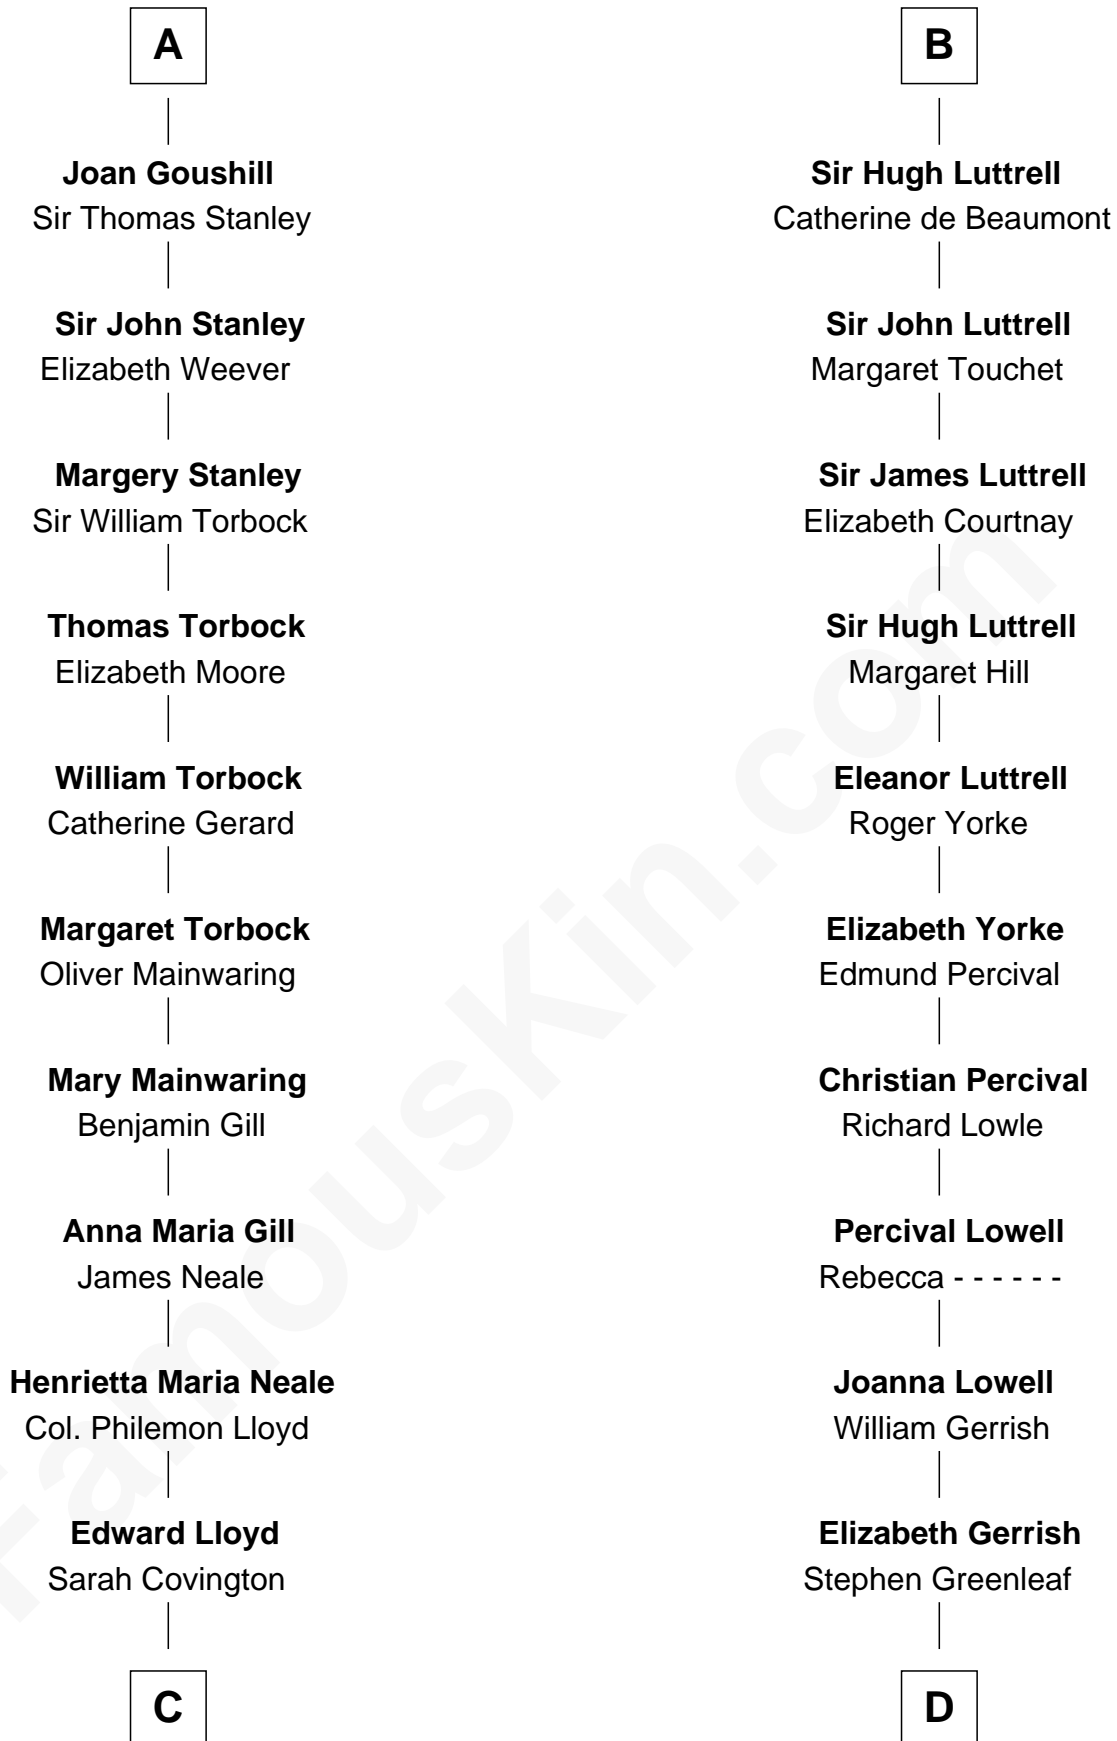 A
Joan Goushill
Sir Thomas Stanley
Sir John Stanley
Elizabeth Weever
Margery Stanley
Sir William Torbock
Thomas Torbock
Elizabeth Moore
William Torbock
Catherine Gerard
Margaret Torbock
Oliver Mainwaring
Mary Mainwaring
Benjamin Gill
Anna Maria Gill
James Neale
Henrietta Maria Neale
Col. Philemon Lloyd
Edward Lloyd
Sarah Covington
C
B
Sir Hugh Luttrell
Catherine de Beaumont
Sir John Luttrell
Margaret Touchet
Sir James Luttrell
Elizabeth Courtnay
Sir Hugh Luttrell
Margaret Hill
Eleanor Luttrell
Roger Yorke
Elizabeth Yorke
Edmund Percival
Christian Percival
Richard Lowle
Percival Lowell
Rebecca - - - - - -
Joanna Lowell
William Gerrish
Elizabeth Gerrish
Stephen Greenleaf
D
FamousKin.com